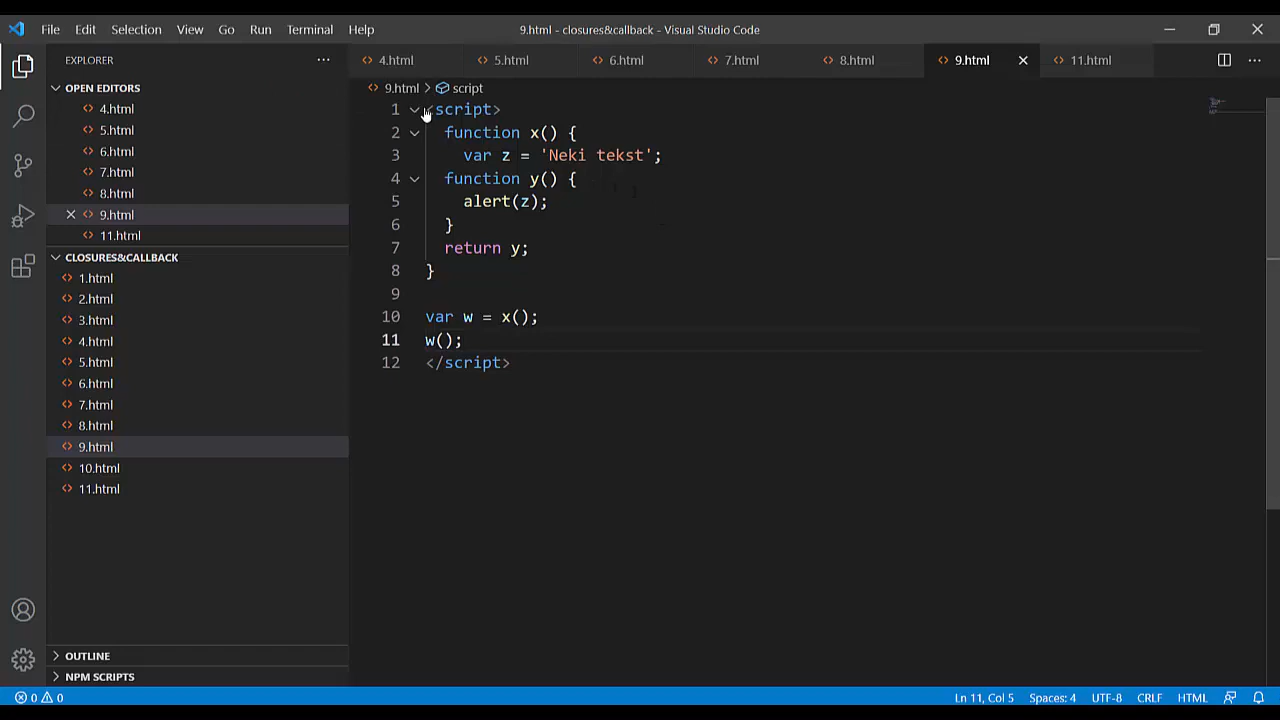 File Edit Selection View Go Run Terminal Help
9.html - closures&callback - Visual Studio Code
EXPLORER
OPEN EDITORS
4.html
5.html
6.html
7.html
8.html
9.html
11.html
CLOSURES&CALLBACK
1.html
2.html
3.html
4.html
5.html
6.html
7.html
8.html
9.html
10.html
11.html
OUTLINE
NPM SCRIPTS
4.html 5.html 6.html 7.html 8.html 9.html 11.html
9.html > script
1 <script>
2 function x() {
3 var z = 'Neki tekst';
4 function y() {
5 alert(z);
6 }
7 return y;
8 }
9
10 var w = x();
11 w();
12 </script>
0 0
Ln 11, Col 5 Spaces: 4 UTF-8 CRLF HTML